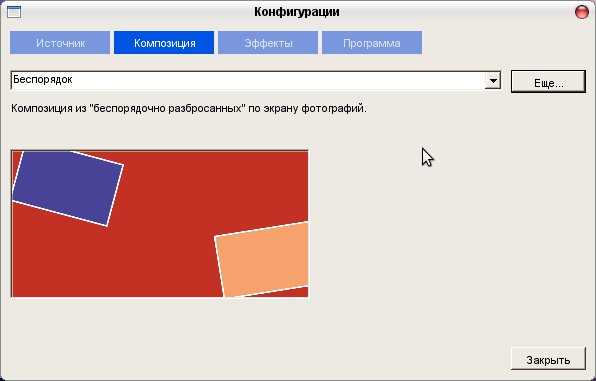 Конфигурации
Источник
Композиция
Эффекты
Программа
Беспорядок
Еще...
Композиция из "беспорядочно разбросанных" по экрану фотографий.
Закрыть